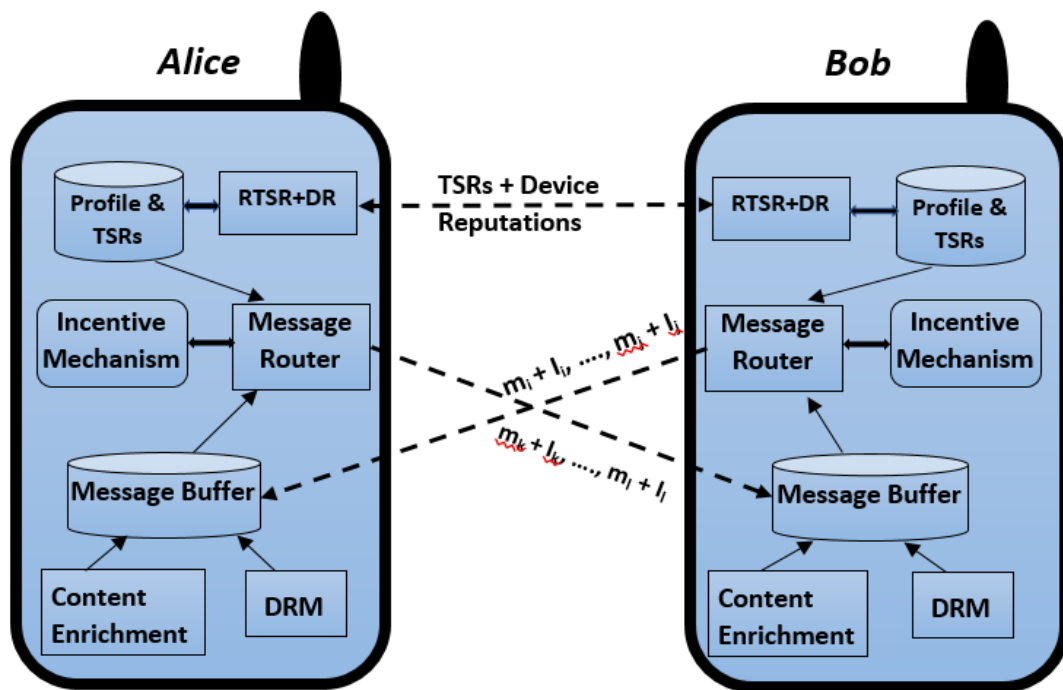 Alice
Bob
Profile &
TSRs
RTSR+DR
TSRs + Device
Reputations
RTSR+DR
Profile &
TSRs
Incentive
Mechanism
Message
Router
mᵢ + Iᵢ, ...., mⱼ + Iⱼ
mₖ + Iₖ, ...., mₗ + Iₗ
Message
Router
Incentive
Mechanism
Message Buffer
Message Buffer
Content
Enrichment
DRM
Content
Enrichment
DRM